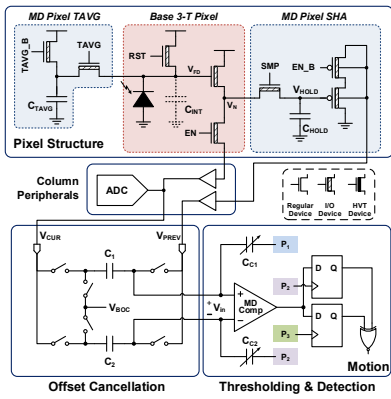 MD Pixel TAVG
Base 3-T Pixel
MD Pixel SHA
TAVG_B
TAVG
RST
V_FD
SMP
EN_B
V_HOLD
C_TAVG
C_INT
V_N
C_HOLD
EN
Pixel Structure
Column
Peripherals
ADC
Regular
Device
I/O
Device
HVT
Device
V_CUR
V_PREV
C_1
V_BOC
C_2
C_C1
P_1
P_2
D Q
+
V_in
−
+
MD
Comp
−
P_3
D Q
C_C2
P_2
Motion
Offset Cancellation
Thresholding & Detection